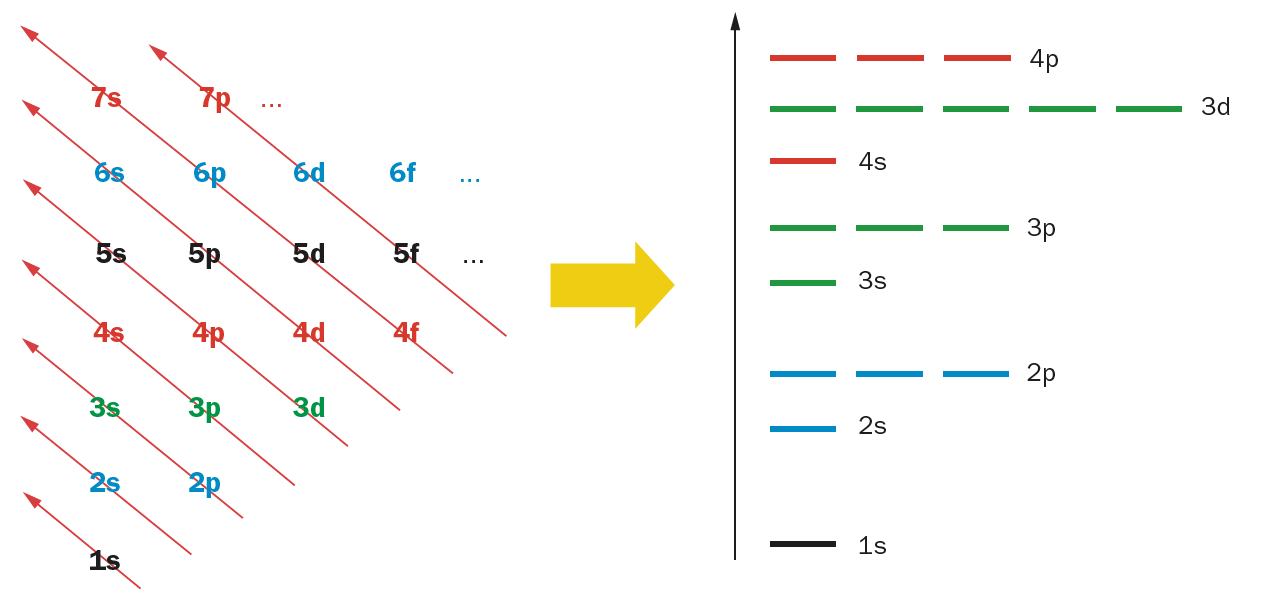 7s 7p ...
6s 6p 6d 6f ...
5s 5p 5d 5f ...
4s 4p 4d 4f
3s 3p 3d
2s 2p
1s
4p
3d
4s
3p
3s
2p
2s
1s